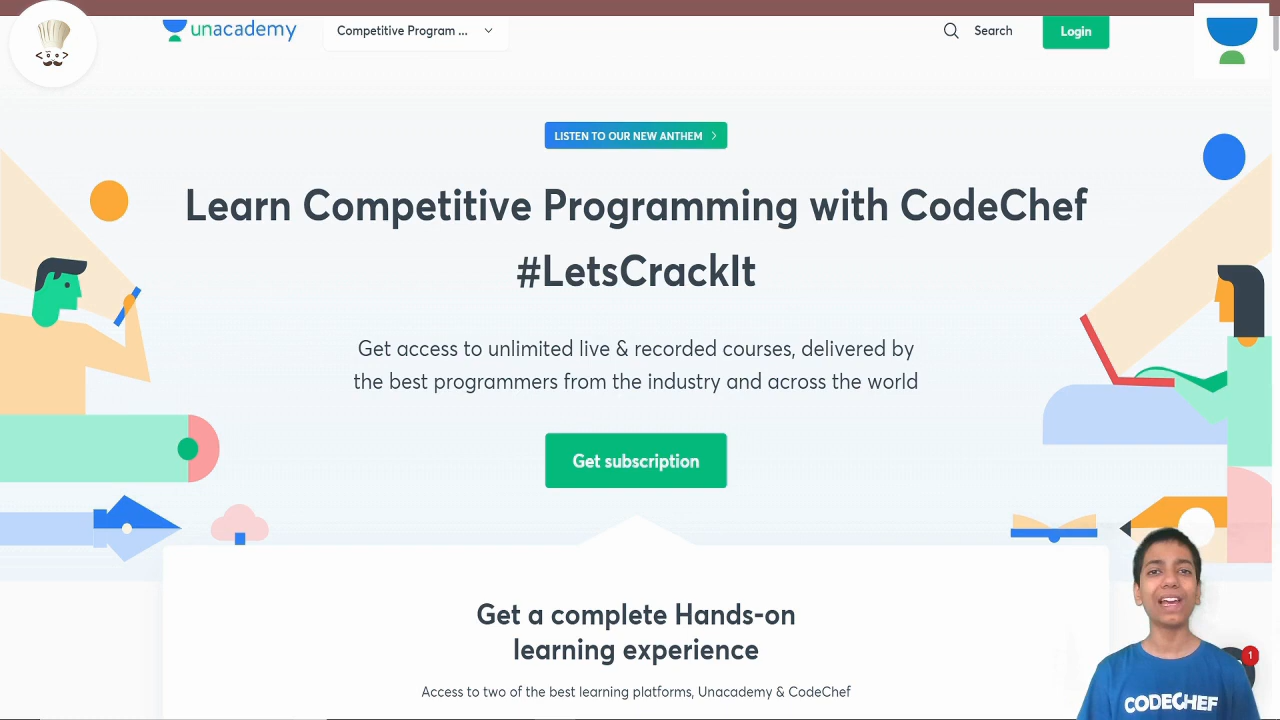 unacademy
Competitive Program ...
Search
Login
LISTEN TO OUR NEW ANTHEM
Learn Competitive Programming with CodeChef
#LetsCrackIt
Get access to unlimited live & recorded courses, delivered by
the best programmers from the industry and across the world
Get subscription
Get a complete Hands-on
learning experience
Access to two of the best learning platforms, Unacademy & CodeChef
1
CODECHEF